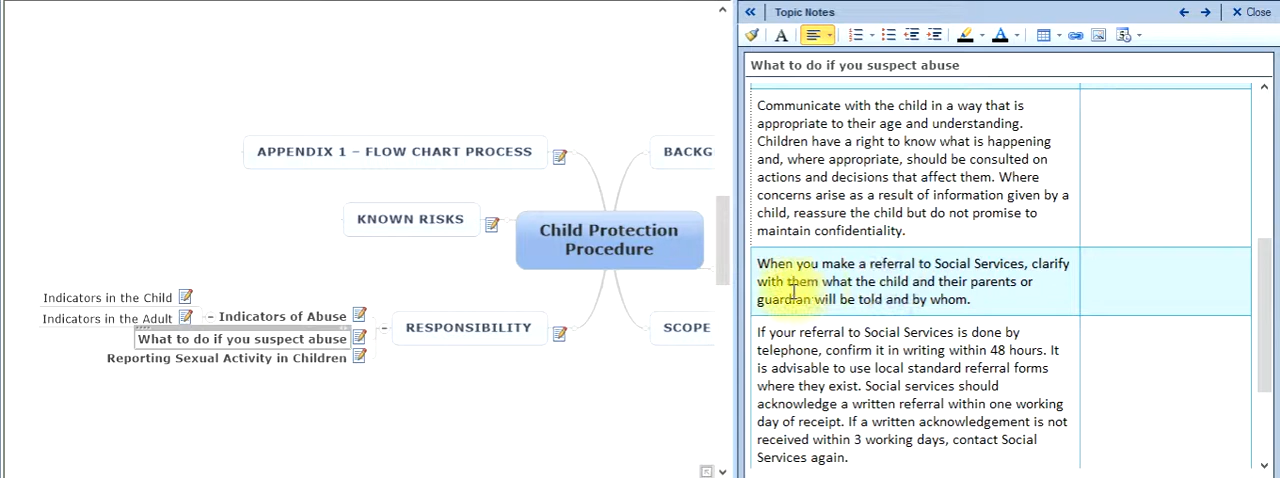 Topic Notes
Close
What to do if you suspect abuse
Communicate with the child in a way that is
appropriate to their age and understanding.
Children have a right to know what is happening
and, where appropriate, should be consulted on
actions and decisions that affect them. Where
concerns arise as a result of information given by a
child, reassure the child but do not promise to
maintain confidentiality.
When you make a referral to Social Services, clarify
with them what the child and their parents or
guardian will be told and by whom.
If your referral to Social Services is done by
telephone, confirm it in writing within 48 hours. It
is advisable to use local standard referral forms
where they exist. Social services should
acknowledge a written referral within one working
day of receipt. If a written acknowledgement is not
received within 3 working days, contact Social
Services again.
APPENDIX 1 – FLOW CHART PROCESS
BACKG
KNOWN RISKS
Child Protection
Procedure
Indicators in the Child
Indicators in the Adult
Indicators of Abuse
RESPONSIBILITY
SCOPE
What to do if you suspect abuse
Reporting Sexual Activity in Children